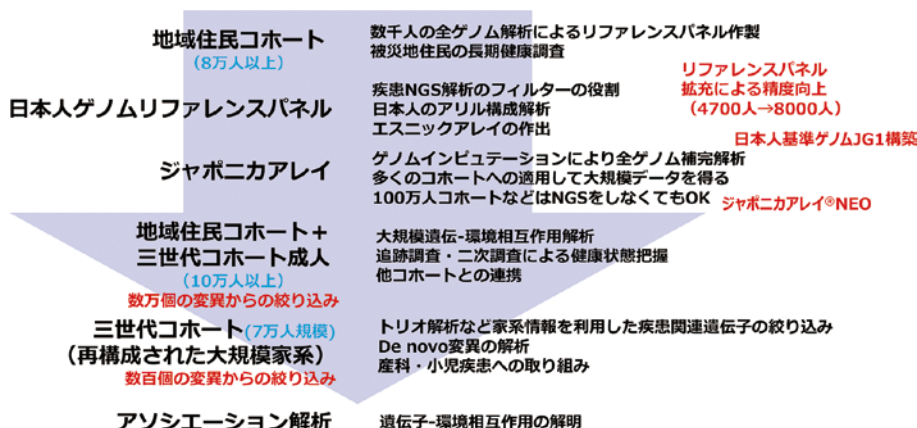 地域住民コホート
(8万人以上)
数千人の全ゲノム解析によるリファレンスパネル作製
被災地住民の長期健康調査
日本人ゲノムリファレンスパネル
疾患NGS解析のフィルターの役割
日本人のアリル構成解析
エスニックアレイの作出
リファレンスパネル
拡充による精度向上
(4700人→8000人)
日本人基準ゲノムJG1構築
ジャポニカアレイ
ゲノムインピュテーションにより全ゲノム補完解析
多くのコホートへの適用して大規模データを得る
100万人コホートなどはNGSをしなくてもOK
ジャポニカアレイ®NEO
地域住民コホート+
三世代コホート成人
(10万人以上)
数万個の変異からの絞り込み
大規模遺伝-環境相互作用解析
追跡調査・二次調査による健康状態把握
他コホートとの連携
三世代コホート(7万人規模)
(再構成された大規模家系)
数百個の変異からの絞り込み
トリオ解析など家系情報を利用した疾患関連遺伝子の絞り込み
De novo変異の解析
産科・小児疾患への取り組み
アソシエーション解析
遺伝子-環境相互作用の解明